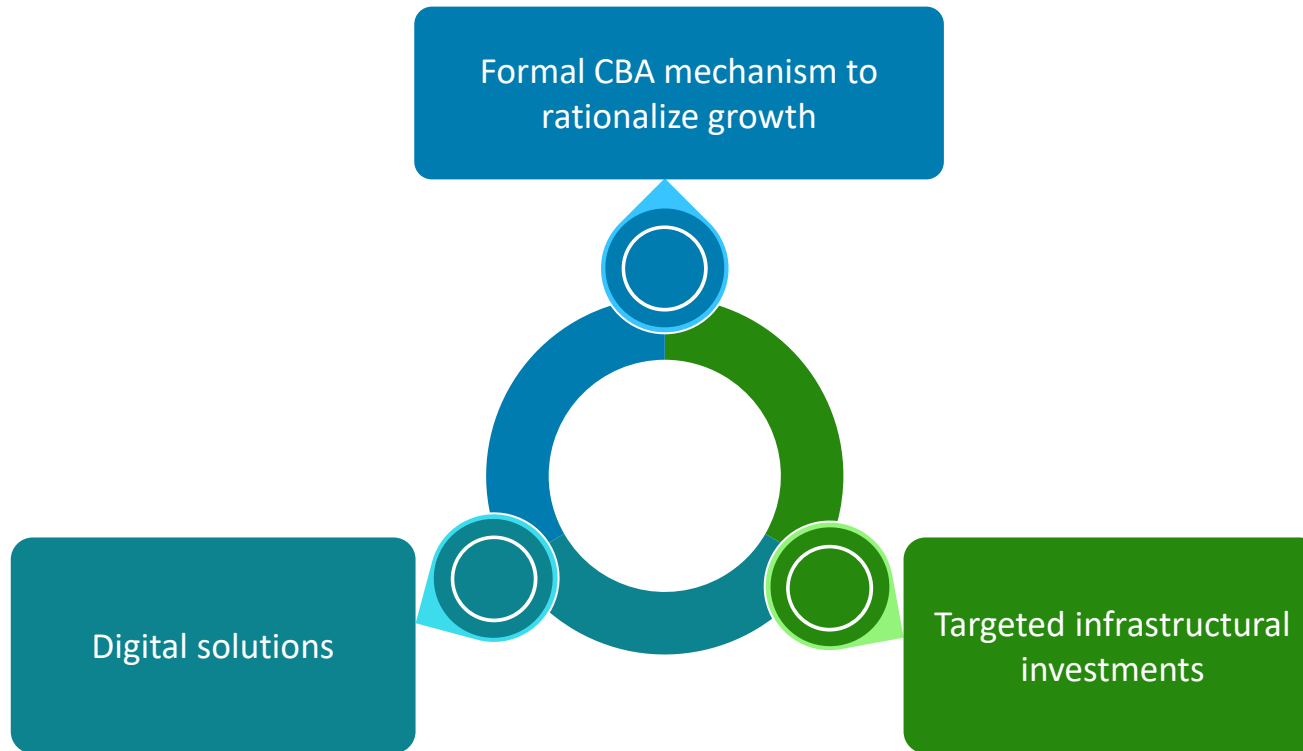 Formal CBA mechanism to
rationalize growth
Digital solutions
Targeted infrastructural
investments